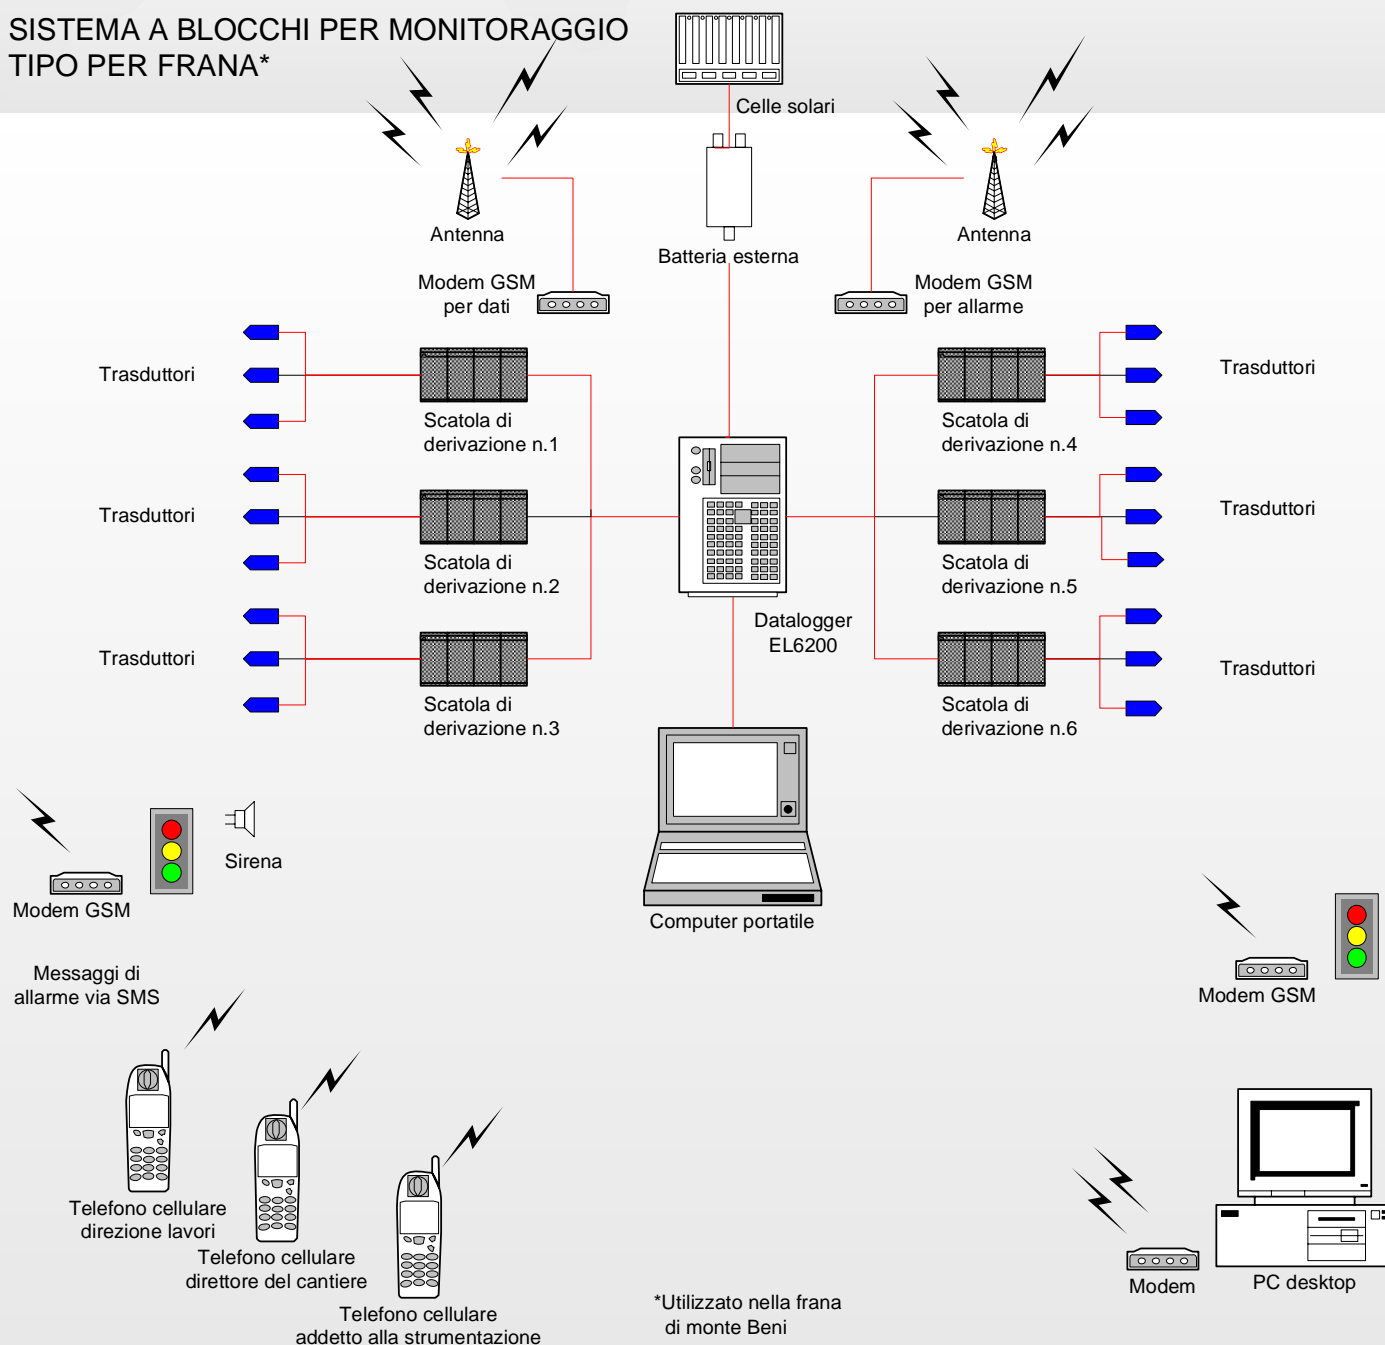 SISTEMA A BLOCCHI PER MONITORAGGIO
TIPO PER FRANA*
Celle solari
Antenna
Batteria esterna
Antenna
Modem GSM
per dati
Modem GSM
per allarme
Trasduttori
Scatola di
derivazione n.1
Scatola di
derivazione n.4
Trasduttori
Trasduttori
Scatola di
derivazione n.2
Scatola di
derivazione n.5
Trasduttori
Datalogger
EL6200
Trasduttori
Scatola di
derivazione n.3
Scatola di
derivazione n.6
Trasduttori
Sirena
Modem GSM
Computer portatile
Modem GSM
Messaggi di
allarme via SMS
Telefono cellulare
direzione lavori
Telefono cellulare
direttore del cantiere
Telefono cellulare
addetto alla strumentazione
*Utilizzato nella frana
di monte Beni
Modem
PC desktop